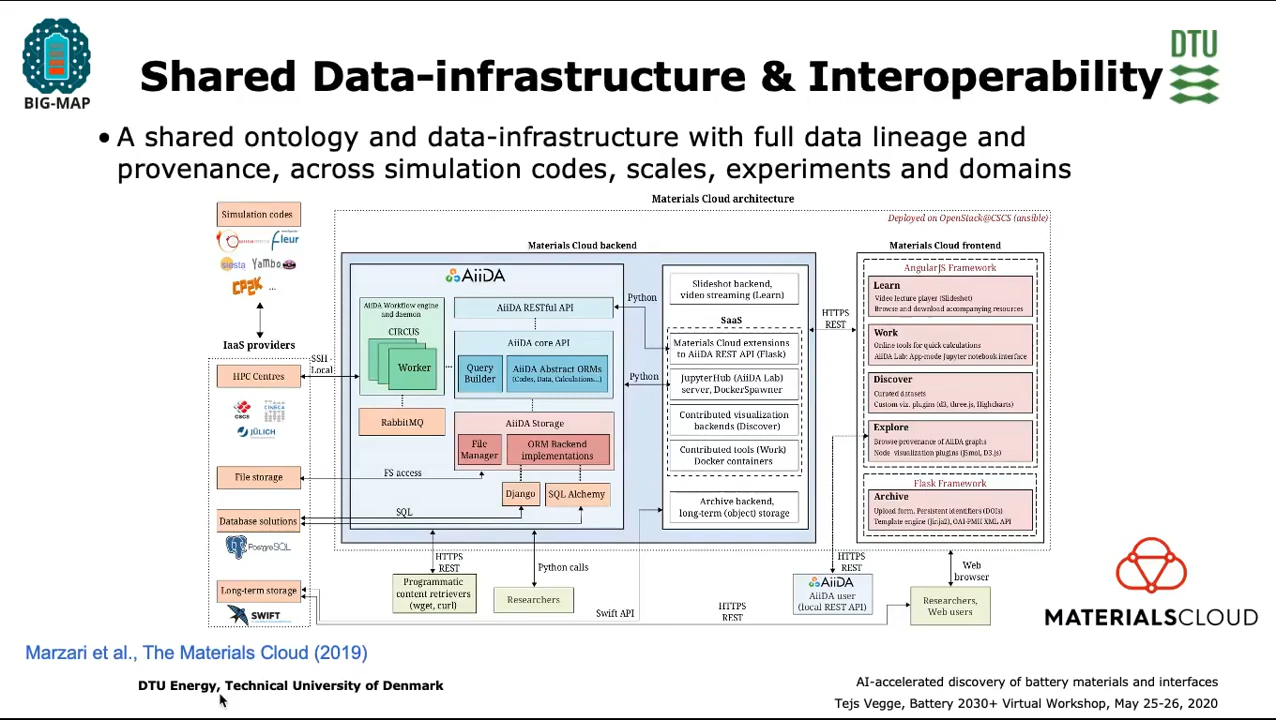 BIG-MAP
DTU
Shared Data-infrastructure & Interoperability
• A shared ontology and data-infrastructure with full data lineage and
provenance, across simulation codes, scales, experiments and domains
Materials Cloud architecture
Deployed on OpenStack@CSCS (ansible)
Simulation codes
fleur
siesta
Yambo
CP2K
...
IaaS providers
HPC Centres
CSCS
CINECA
JÜLICH
File storage
Database solutions
PostgreSQL
Long-term storage
SWIFT
SSH
Local
FS access
SQL
Materials Cloud backend
AiiDA
AiiDA Workflow engine
and daemon
CIRCUS
Worker
RabbitMQ
AiiDA RESTful API
AiiDA core API
Query
Builder
AiiDA Abstract ORMs
(Codes, Data, Calculations...)
AiiDA Storage
File
Manager
ORM Backend
implementations
Django
SQL Alchemy
Python
Python
Slideshot backend,
video streaming (Learn)
SaaS
Materials Cloud extensions
to AiiDA REST API (Flask)
JupyterHub (AiiDA Lab)
server, DockerSpawner
Contributed visualization
backends (Discover)
Contributed tools (Work)
Docker containers
Archive backend,
long-term (object) storage
HTTPS
REST
Materials Cloud frontend
AngularJS Framework
Learn
Video lecture player (Slideshot)
Browse and download accompanying resources
Work
Online tools for quick calculations
AiiDA Lab: App-mode Jupyter notebook interface
Discover
Curated datasets
Custom viz. plugins (d3, three.js, Highcharts)
Explore
Browse provenance of AiiDA graphs
Node visualization plugins (JSmol, D3.js)
Flask Framework
Archive
Upload form, Persistent identifiers (DOIs)
Template engine (Jinja2), OAI-PMH XML API
HTTPS
REST
Python calls
HTTPS
REST
Web
browser
Programmatic
content retrievers
(wget, curl)
Researchers
AiiDA
AiiDA user
(local REST API)
Researchers,
Web users
Swift API
HTTPS
REST
MATERIALSCLOUD
Marzari et al., The Materials Cloud (2019)
DTU Energy, Technical University of Denmark
AI-accelerated discovery of battery materials and interfaces
Tejs Vegge, Battery 2030+ Virtual Workshop, May 25-26, 2020